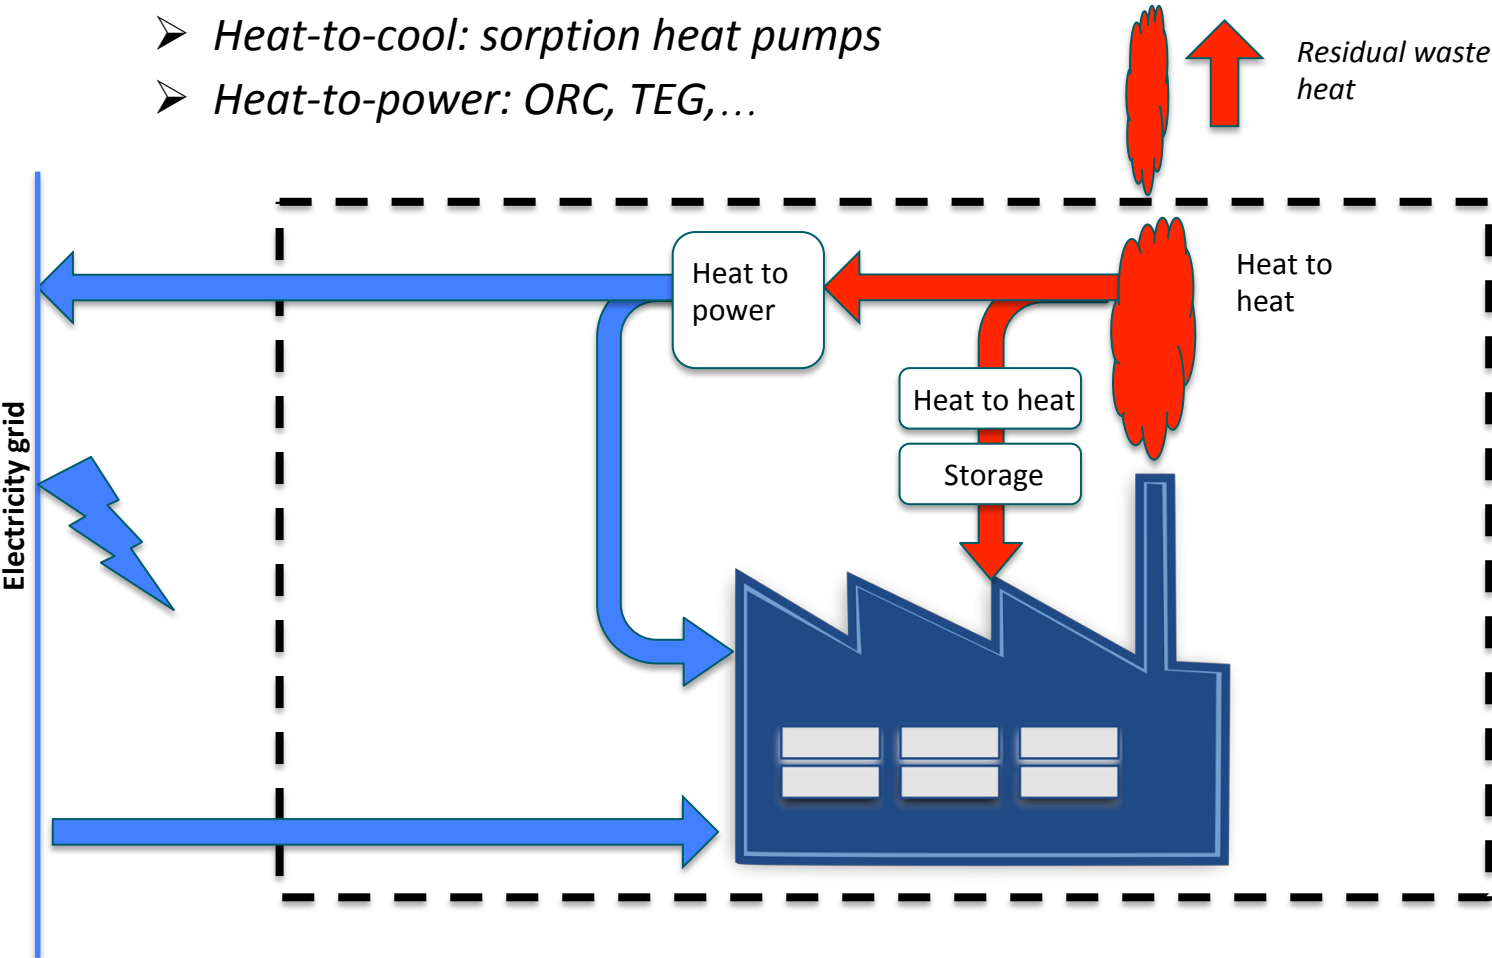 ➢ Heat-to-cool: sorption heat pumps
➢ Heat-to-power: ORC, TEG,...
Residual waste
heat
Heat to
power
Heat to
heat
Heat to heat
Storage
Electricity grid